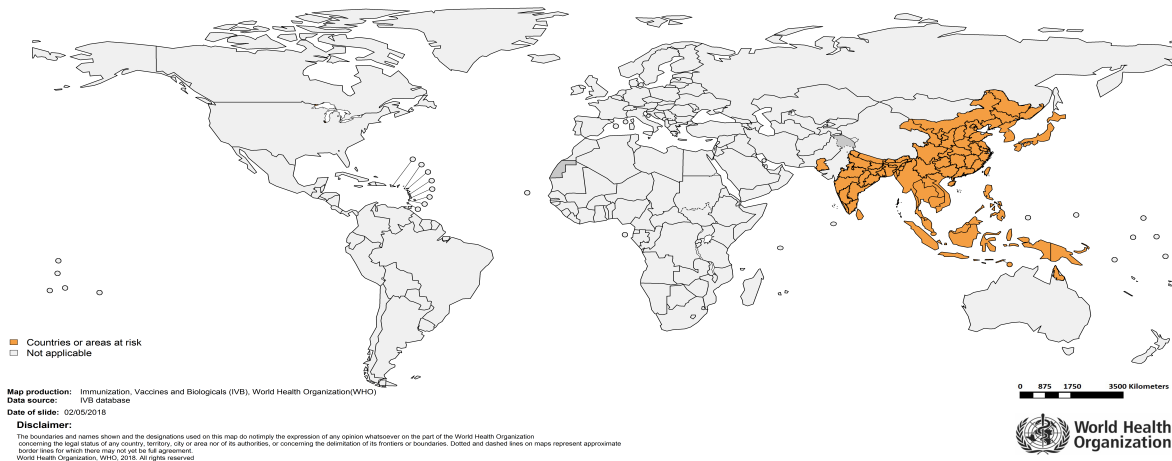 Countries or areas at risk
Not applicable
Map production: Immunization, Vaccines and Biologicals (IVB), World Health Organization(WHO)
Data source: IVB database
Date of slide: 02/05/2018
Disclaimer:
The boundaries and names shown and the designations used on this map do notimply the expression of any opinion whatsoever on the part of the World Health Organization
concerning the legal status of any country, territory, city or area nor of its authorities, or concerning the delimitation of its frontiers or boundaries. Dotted and dashed lines on maps represent approximate
border lines for which there may not yet be full agreement.
World Health Organization, WHO, 2018. All rights reserved
0 875 1750 3500 Kilometers
World Health
Organization